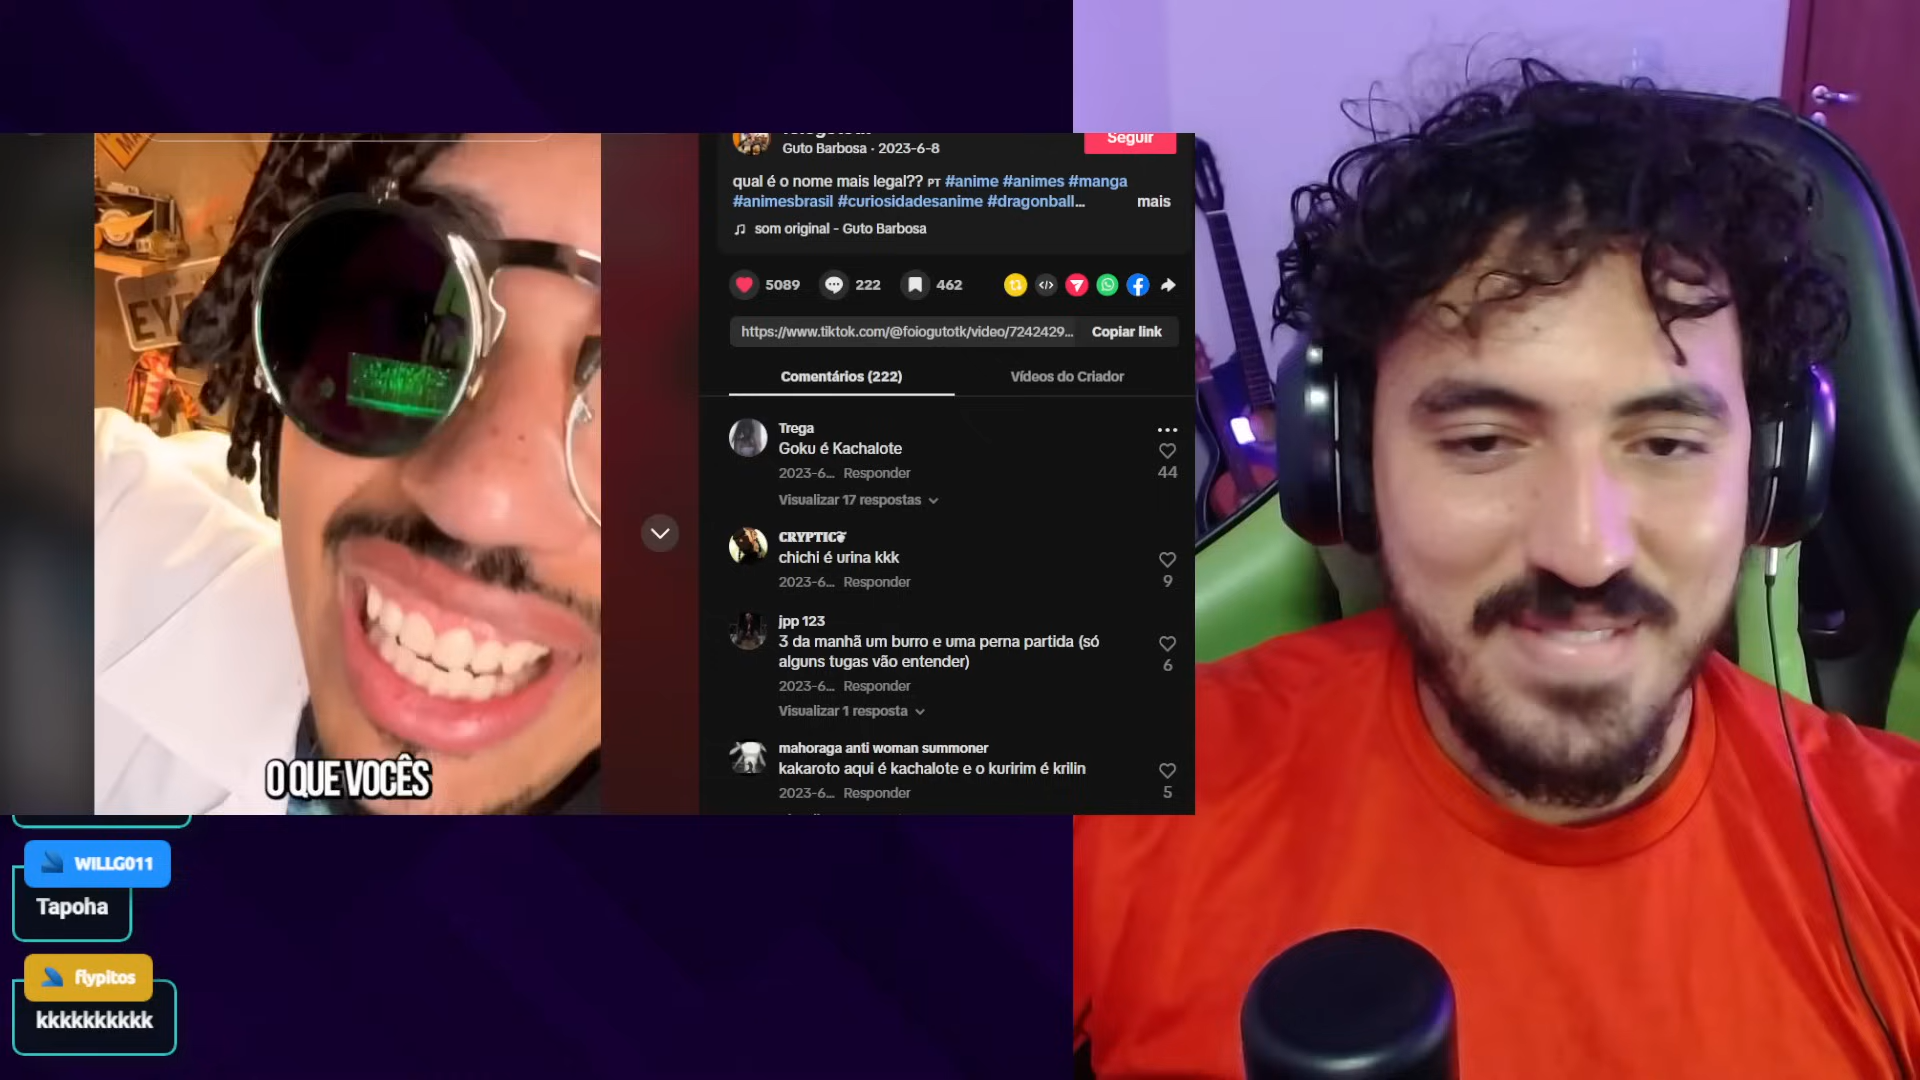 EYE
O QUE VOCÊS
Seguir
Guto Barbosa · 2023-6-8
qual é o nome mais legal?? PT #anime #animes #manga
#animesbrasil #curiosidadesanime #dragonball...
mais
som original - Guto Barbosa
5089
222
462
https://www.tiktok.com/@foiogutotk/video/7242429...
Copiar link
Comentários (222)
Vídeos do Criador
Trega
Goku é Kachalote
2023-6... Responder
44
Visualizar 17 respostas
CRYPTIC
chichi é urina kkk
2023-6... Responder
9
jpp 123
3 da manhã um burro e uma perna partida (só
alguns tugas vão entender)
2023-6... Responder
6
Visualizar 1 resposta
mahoraga anti woman summoner
kakaroto aqui é kachalote e o kuririm é krilin
2023-6... Responder
5
WILLG011
Tapoha
flypitos
kkkkkkkkkk